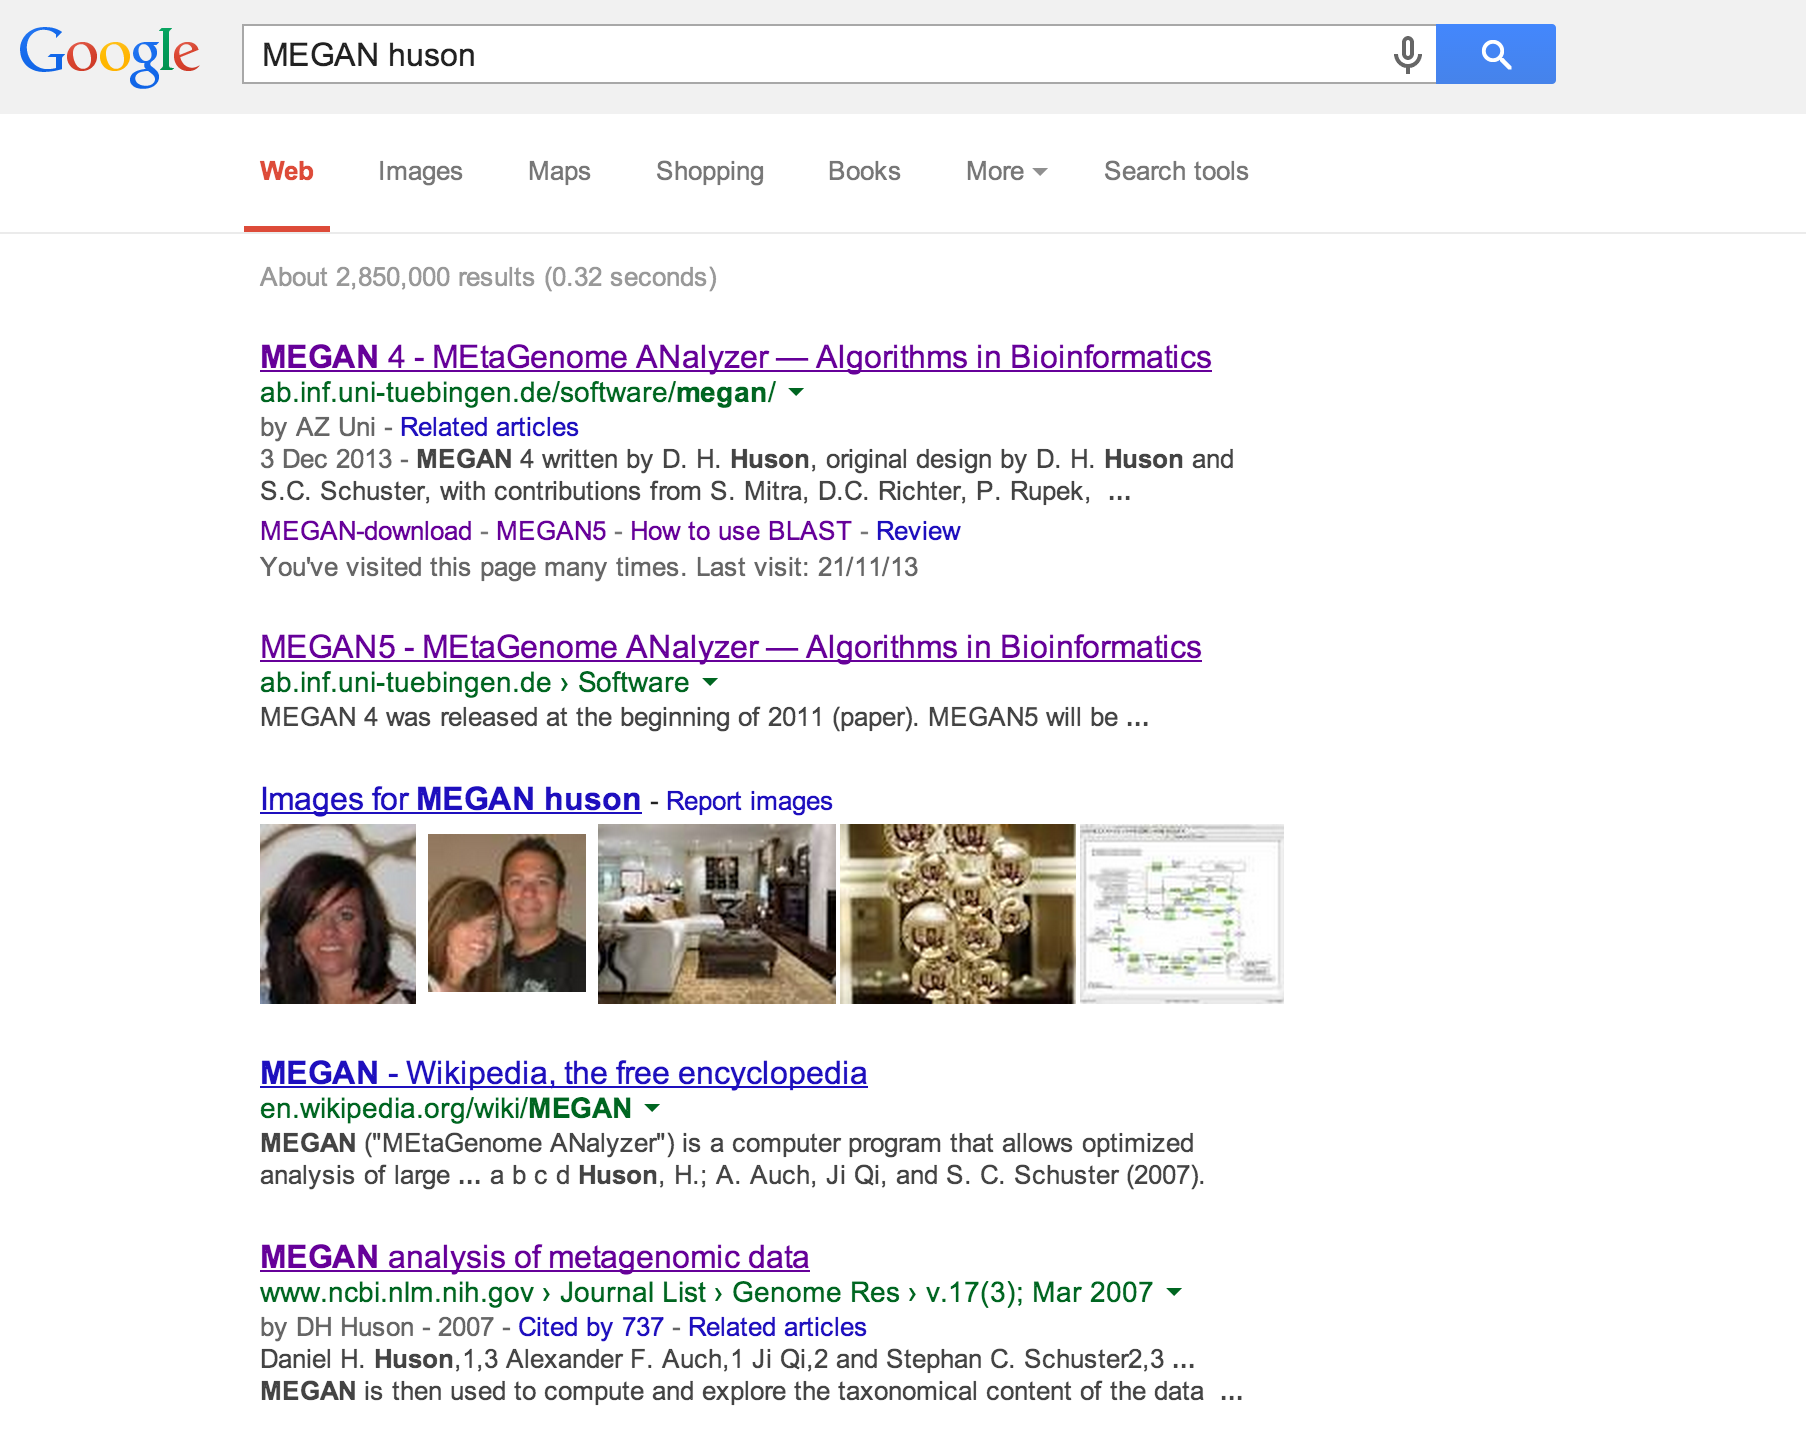 Google
MEGAN huson
Web Images Maps Shopping Books More Search tools
About 2,850,000 results (0.32 seconds)
MEGAN 4 - MEtaGenome ANalyzer — Algorithms in Bioinformatics
ab.inf.uni-tuebingen.de/software/megan/
by AZ Uni - Related articles
3 Dec 2013 - MEGAN 4 written by D. H. Huson, original design by D. H. Huson and
S.C. Schuster, with contributions from S. Mitra, D.C. Richter, P. Rupek, ...
MEGAN-download - MEGAN5 - How to use BLAST - Review
You've visited this page many times. Last visit: 21/11/13
MEGAN5 - MEtaGenome ANalyzer — Algorithms in Bioinformatics
ab.inf.uni-tuebingen.de › Software
MEGAN 4 was released at the beginning of 2011 (paper). MEGAN5 will be ...
Images for MEGAN huson - Report images
MEGAN - Wikipedia, the free encyclopedia
en.wikipedia.org/wiki/MEGAN
MEGAN ("MEtaGenome ANalyzer") is a computer program that allows optimized
analysis of large ... a b c d Huson, H.; A. Auch, Ji Qi, and S. C. Schuster (2007).
MEGAN analysis of metagenomic data
www.ncbi.nlm.nih.gov › Journal List › Genome Res › v.17(3); Mar 2007
by DH Huson - 2007 - Cited by 737 - Related articles
Daniel H. Huson,1,3 Alexander F. Auch,1 Ji Qi,2 and Stephan C. Schuster2,3 ...
MEGAN is then used to compute and explore the taxonomical content of the data ...